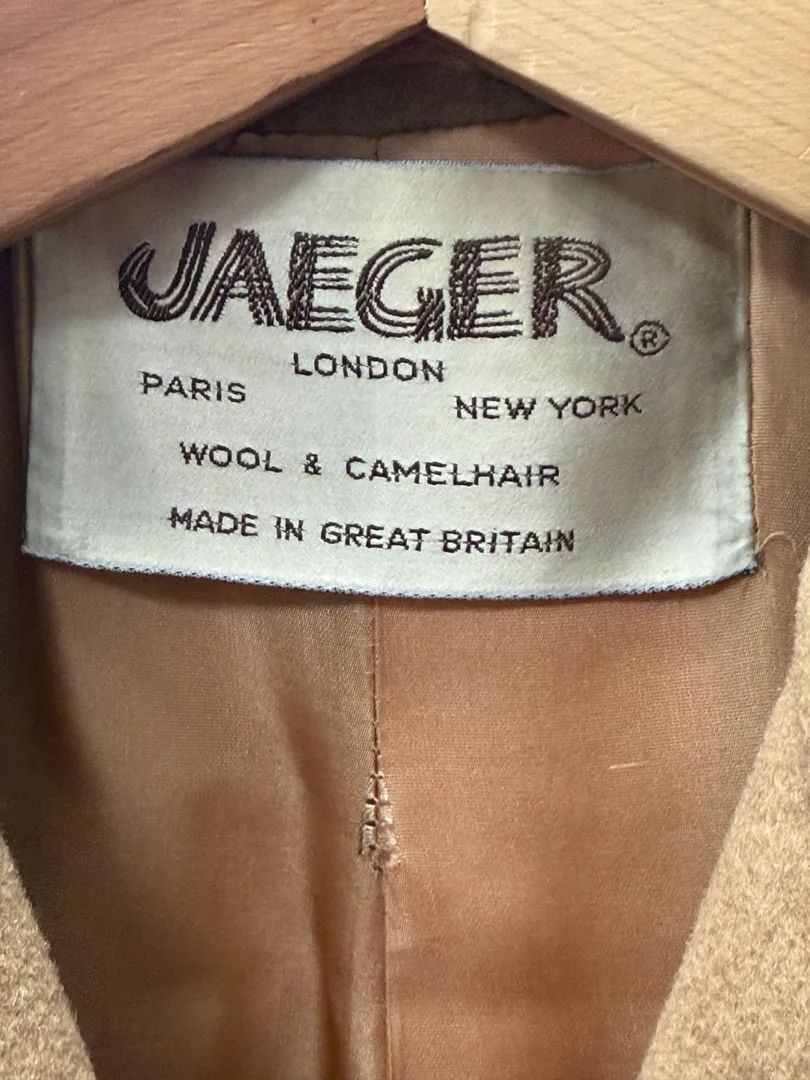 JAEGER®
LONDON
PARIS NEW YORK
WOOL & CAMELHAIR
MADE IN GREAT BRITAIN